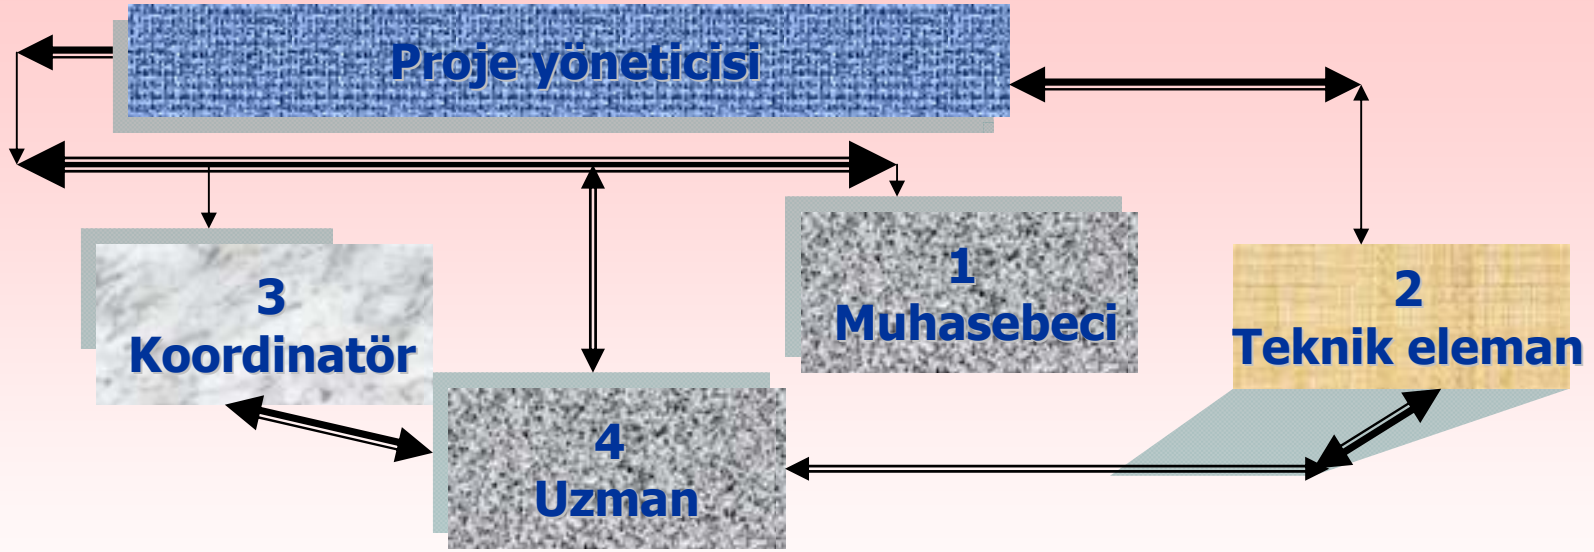 Proje yöneticisi
3
Koordinatör
4
Uzman
1
Muhasebeci
2
Teknik eleman